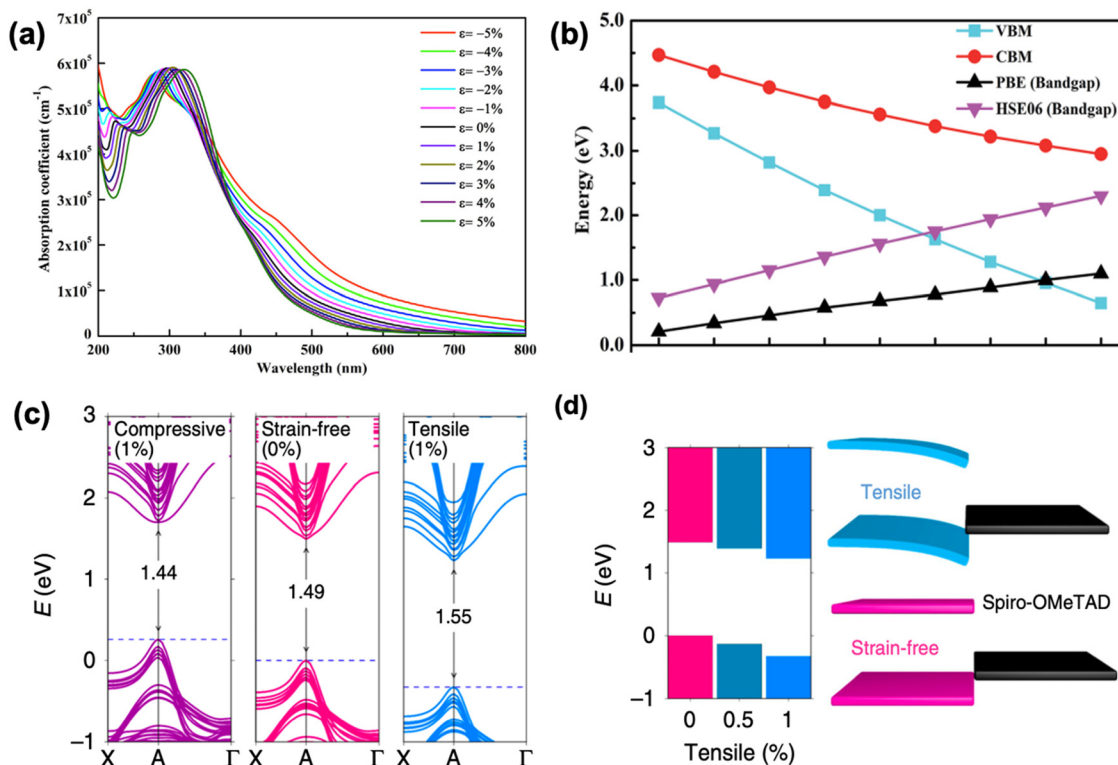 (a)
7x10⁵
6x10⁵
5x10⁵
4x10⁵
3x10⁵
2x10⁵
1x10⁵
0
200 300 400 500 600 700 800
Wavelength (nm)
Absorption coefficient (cm⁻¹)
ε= −5%
ε= −4%
ε= −3%
ε= −2%
ε= −1%
ε= 0%
ε= 1%
ε= 2%
ε= 3%
ε= 4%
ε= 5%
(b)
5.0
4.0
3.0
2.0
1.0
0.0
Energy (eV)
VBM
CBM
PBE (Bandgap)
HSE06 (Bandgap)
(c)
3
2
1
0
−1
E (eV)
Compressive
(1%)
1.44
X A Γ
Strain-free
(0%)
1.49
X A Γ
Tensile
(1%)
1.55
X A Γ
(d)
3
2
1
0
−1
E (eV)
0 0.5 1
Tensile (%)
Tensile
Spiro-OMeTAD
Strain-free